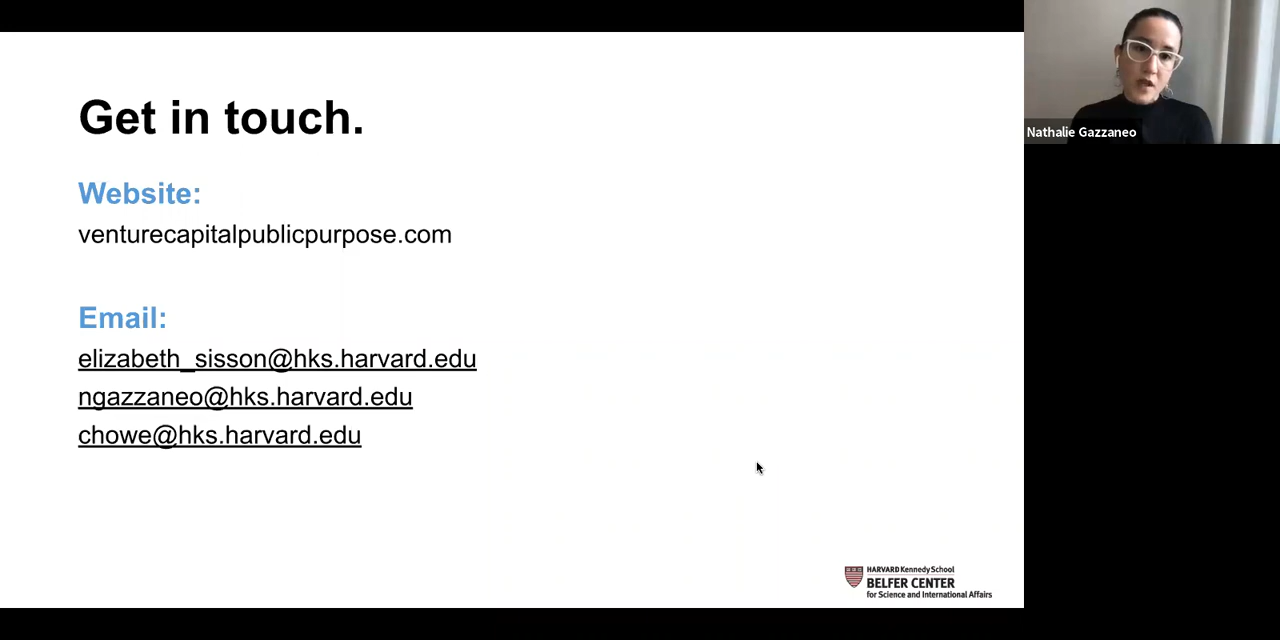 Get in touch.
Website:
venturecapitalpublicpurpose.com
Email:
elizabeth_sisson@hks.harvard.edu
ngazzaneo@hks.harvard.edu
chowe@hks.harvard.edu
HARVARD Kennedy School
BELFER CENTER
for Science and International Affairs
Nathalie Gazzaneo